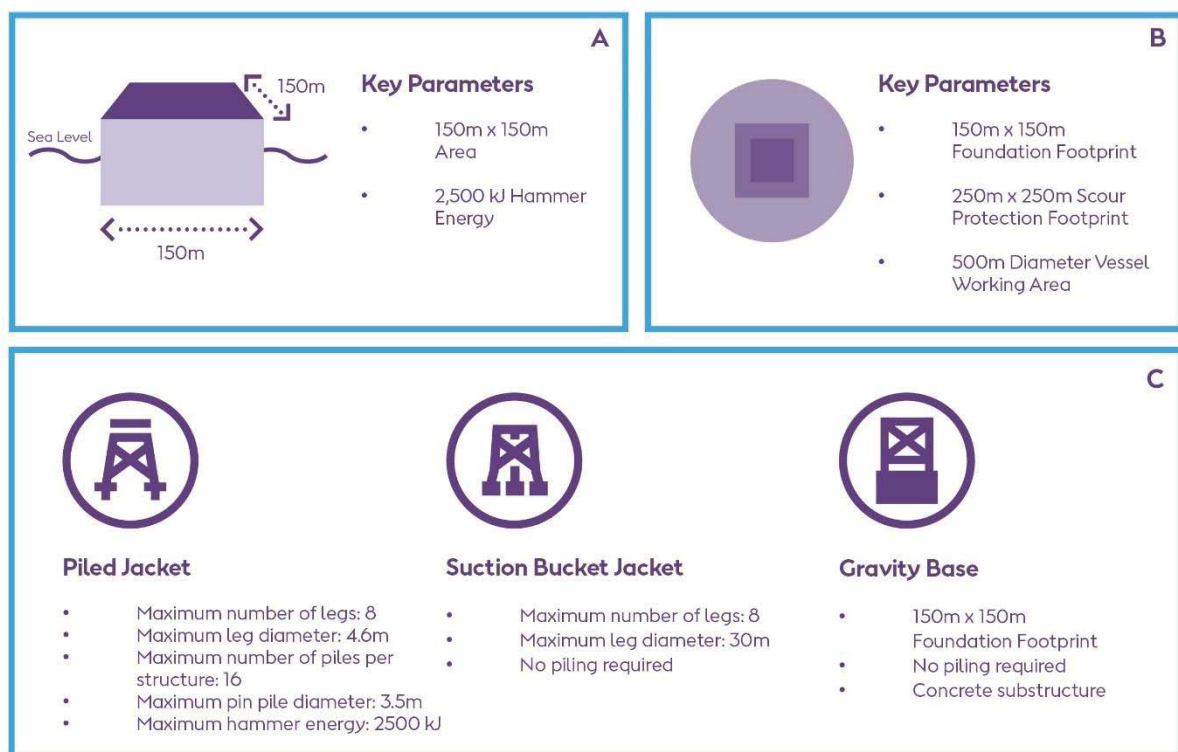 A
150m
Sea Level
150m
Key Parameters
• 150m x 150m
Area
• 2,500 kJ Hammer
Energy
B
Key Parameters
• 150m x 150m
Foundation Footprint
• 250m x 250m Scour
Protection Footprint
• 500m Diameter Vessel
Working Area
C
Piled Jacket
• Maximum number of legs: 8
• Maximum leg diameter: 4.6m
• Maximum number of piles per
structure: 16
• Maximum pin pile diameter: 3.5m
• Maximum hammer energy: 2500 kJ
Suction Bucket Jacket
• Maximum number of legs: 8
• Maximum leg diameter: 30m
• No piling required
Gravity Base
• 150m x 150m
Foundation Footprint
• No piling required
• Concrete substructure